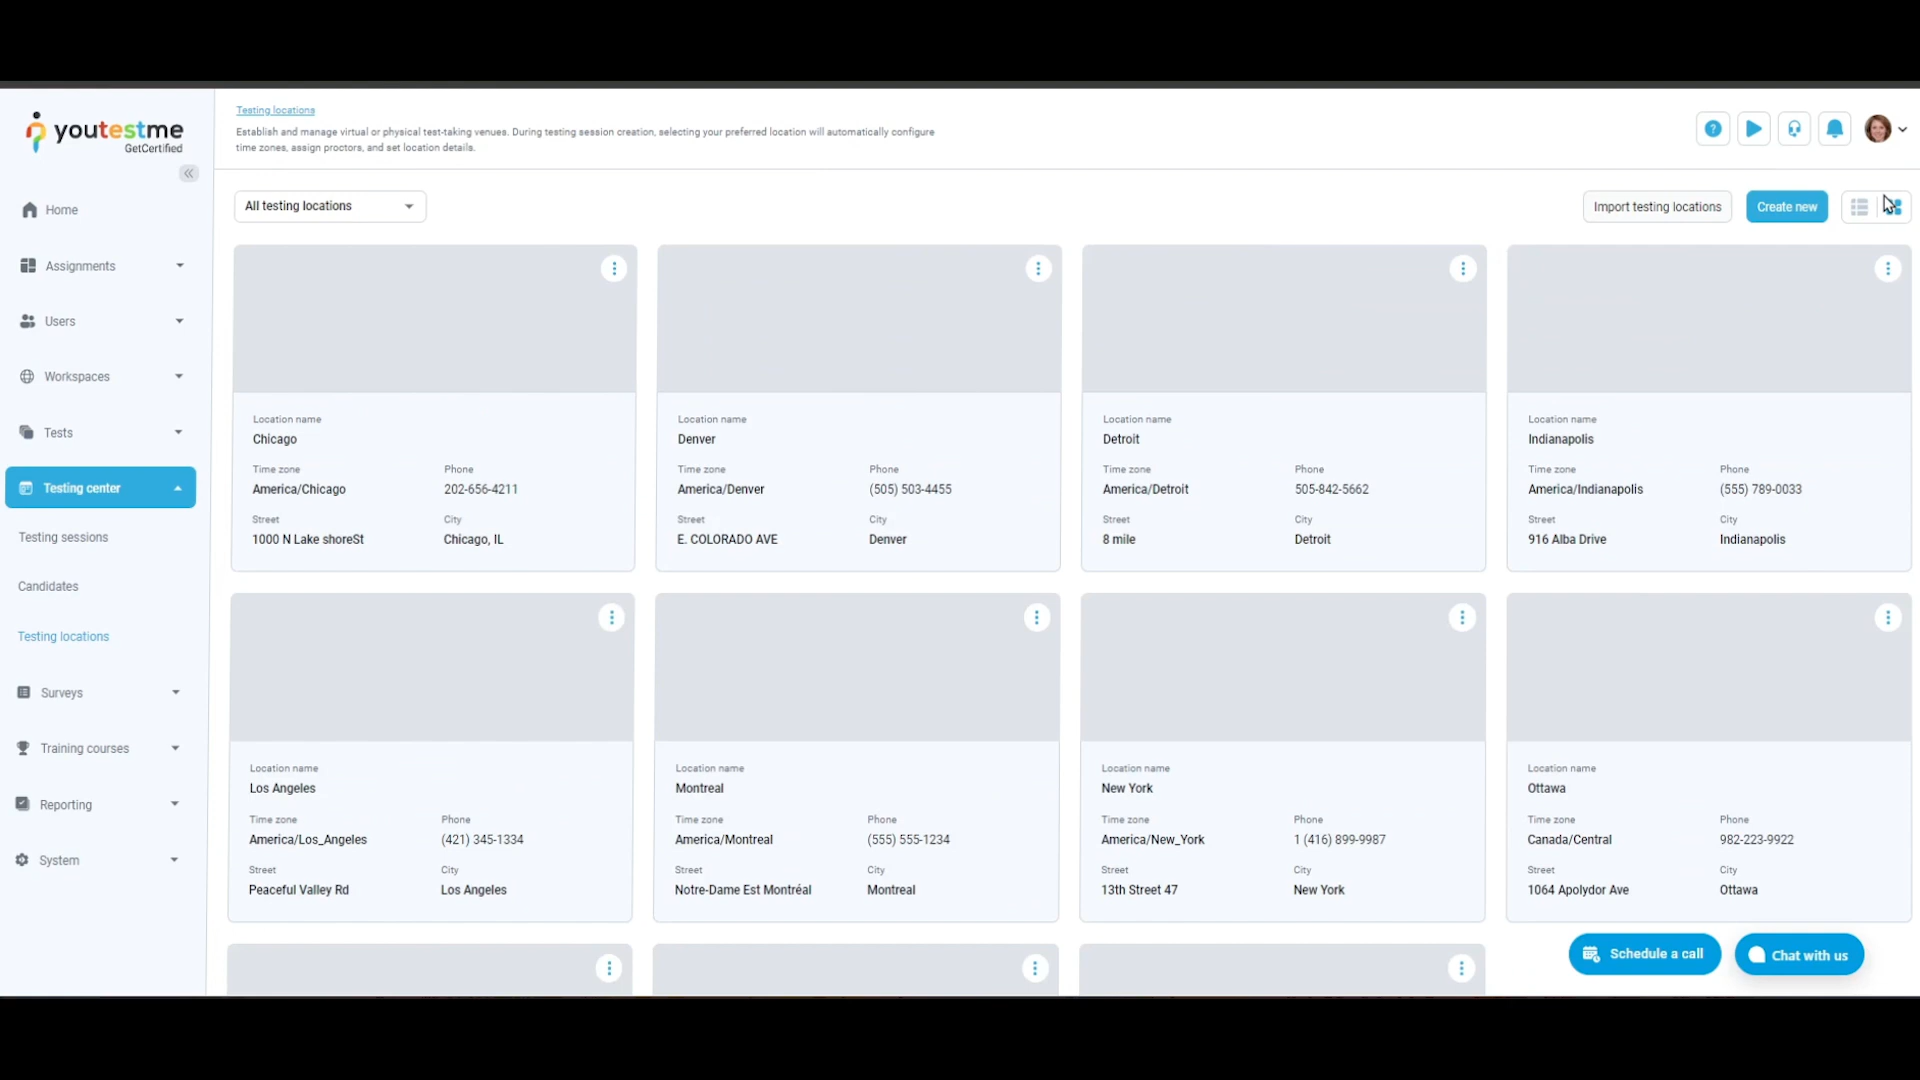 youtestme
GetCertified
Testing locations
Establish and manage virtual or physical test-taking venues. During testing session creation, selecting your preferred location will automatically configure
time zones, assign proctors, and set location details.
Home
Assignments
Users
Workspaces
Tests
Testing center
Testing sessions
Candidates
Testing locations
Surveys
Training courses
Reporting
System
All testing locations
Import testing locations
Create new
Location name
Chicago
Time zone
Phone
America/Chicago
202-656-4211
Street
City
1000 N Lake shoreSt
Chicago, IL
Location name
Denver
Time zone
Phone
America/Denver
(505) 503-4455
Street
City
E. COLORADO AVE
Denver
Location name
Detroit
Time zone
Phone
America/Detroit
505-842-5662
Street
City
8 mile
Detroit
Location name
Indianapolis
Time zone
Phone
America/Indianapolis
(555) 789-0033
Street
City
916 Alba Drive
Indianapolis
Location name
Los Angeles
Time zone
Phone
America/Los_Angeles
(421) 345-1334
Street
City
Peaceful Valley Rd
Los Angeles
Location name
Montreal
Time zone
Phone
America/Montreal
(555) 555-1234
Street
City
Notre-Dame Est Montréal
Montreal
Location name
New York
Time zone
Phone
America/New_York
1 (416) 899-9987
Street
City
13th Street 47
New York
Location name
Ottawa
Time zone
Phone
Canada/Central
982-223-9922
Street
City
1064 Apolydor Ave
Ottawa
Schedule a call
Chat with us